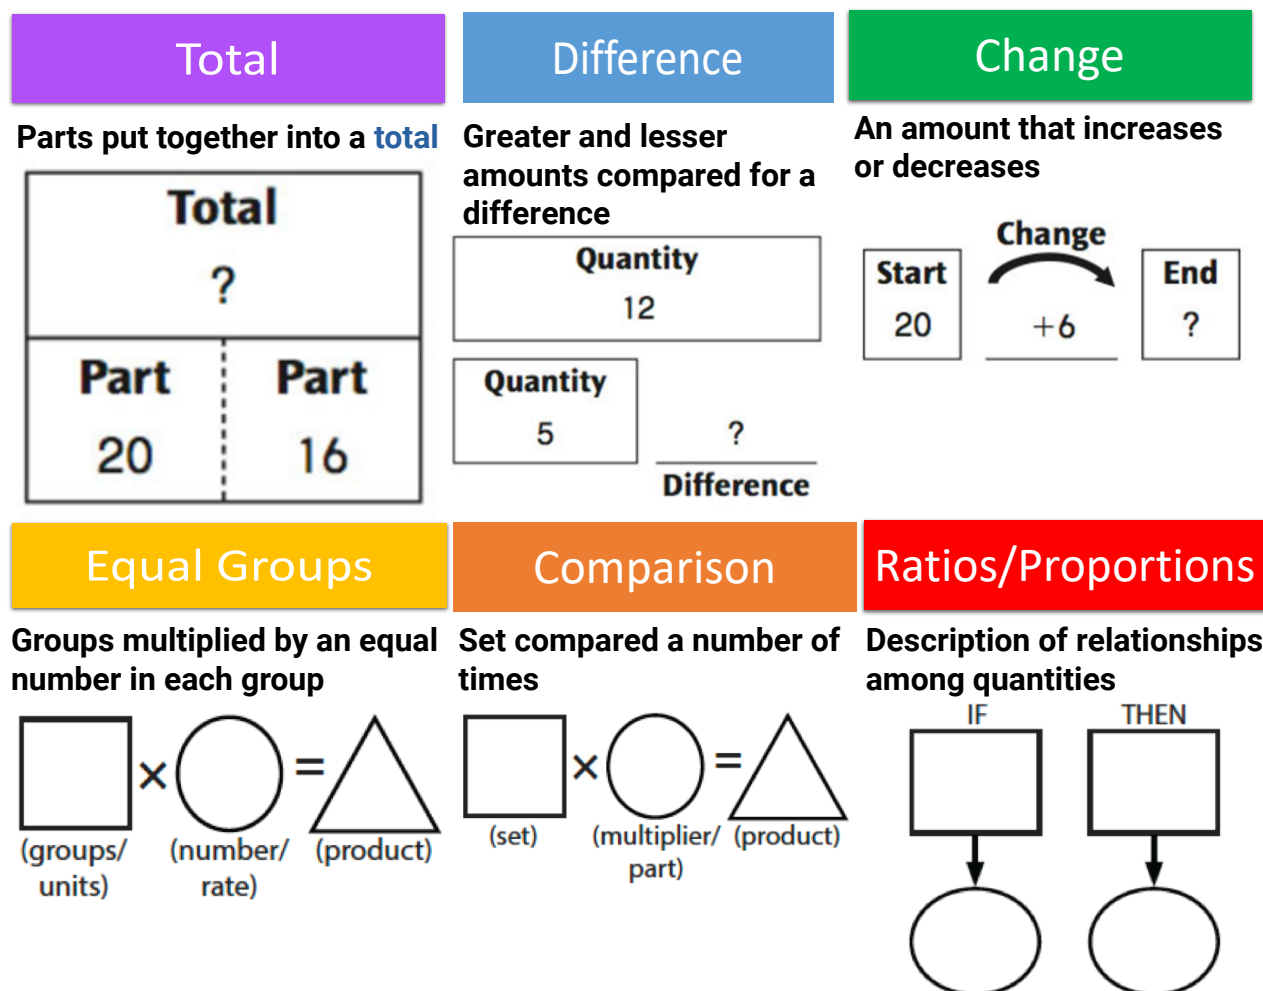 Total
Parts put together into a total
Total
?
Part Part
20 16
Difference
Greater and lesser
amounts compared for a
difference
Quantity
12
Quantity
5
?
Difference
Change
An amount that increases
or decreases
Change
Start
20
+6
End
?
Equal Groups
Groups multiplied by an equal
number in each group
× =
(groups/
units)
(number/
rate)
(product)
Comparison
Set compared a number of
times
× =
(set)
(multiplier/
part)
(product)
Ratios/Proportions
Description of relationships
among quantities
IF THEN